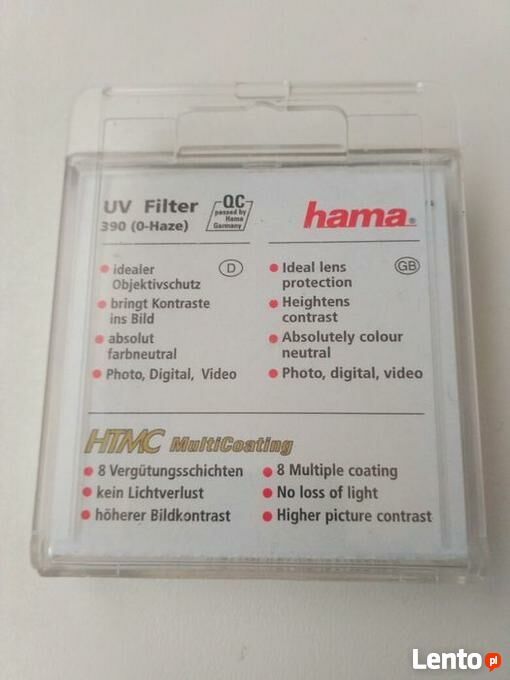 UV Filter
390 (0-Haze)
QC
passed by
Hama
Germany
hama®
idealer
Objektivschutz
D
bringt Kontraste
ins Bild
absolut
farbneutral
Photo, Digital, Video
Ideal lens
protection
GB
Heightens
contrast
Absolutely colour
neutral
Photo, digital, video
HTMC MultiCoating
8 Vergütungsschichten
kein Lichtverlust
höherer Bildkontrast
8 Multiple coating
No loss of light
Higher picture contrast
Lento.pl